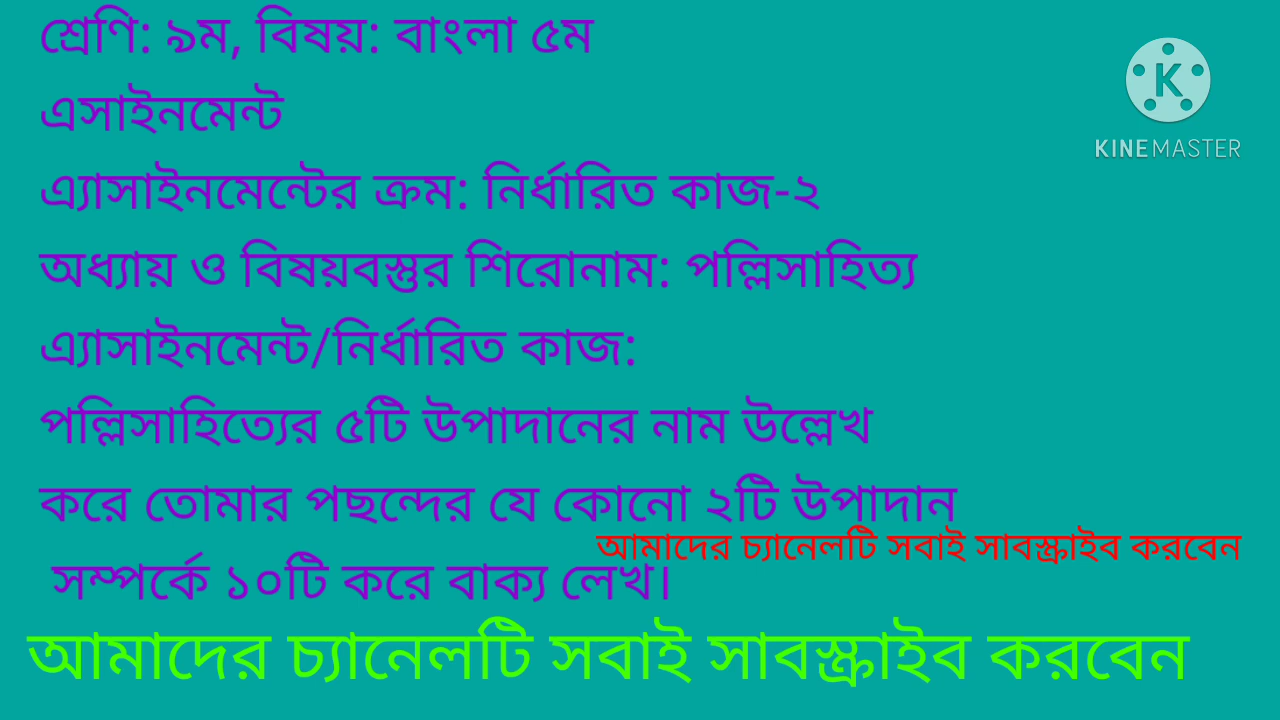 শ্রেণি: ৯ম, বিষয়: বাংলা ৫ম
এসাইনমেন্ট
এ্যাসাইনমেন্টের ক্রম: নির্ধারিত কাজ-২
অধ্যায় ও বিষয়বস্তুর শিরোনাম: পল্লিসাহিত্য
এ্যাসাইনমেন্ট/নির্ধারিত কাজ:
পল্লিসাহিত্যের ৫টি উপাদানের নাম উল্লেখ
করে তোমার পছন্দের যে কোনো ২টি উপাদান
সম্পর্কে ১০টি করে বাক্য লেখ।
আমাদের চ্যানেলটি সবাই সাবস্ক্রাইব করবেন
আমাদের চ্যানেলটি সবাই সাবস্ক্রাইব করবেন
K
KINEMASTER